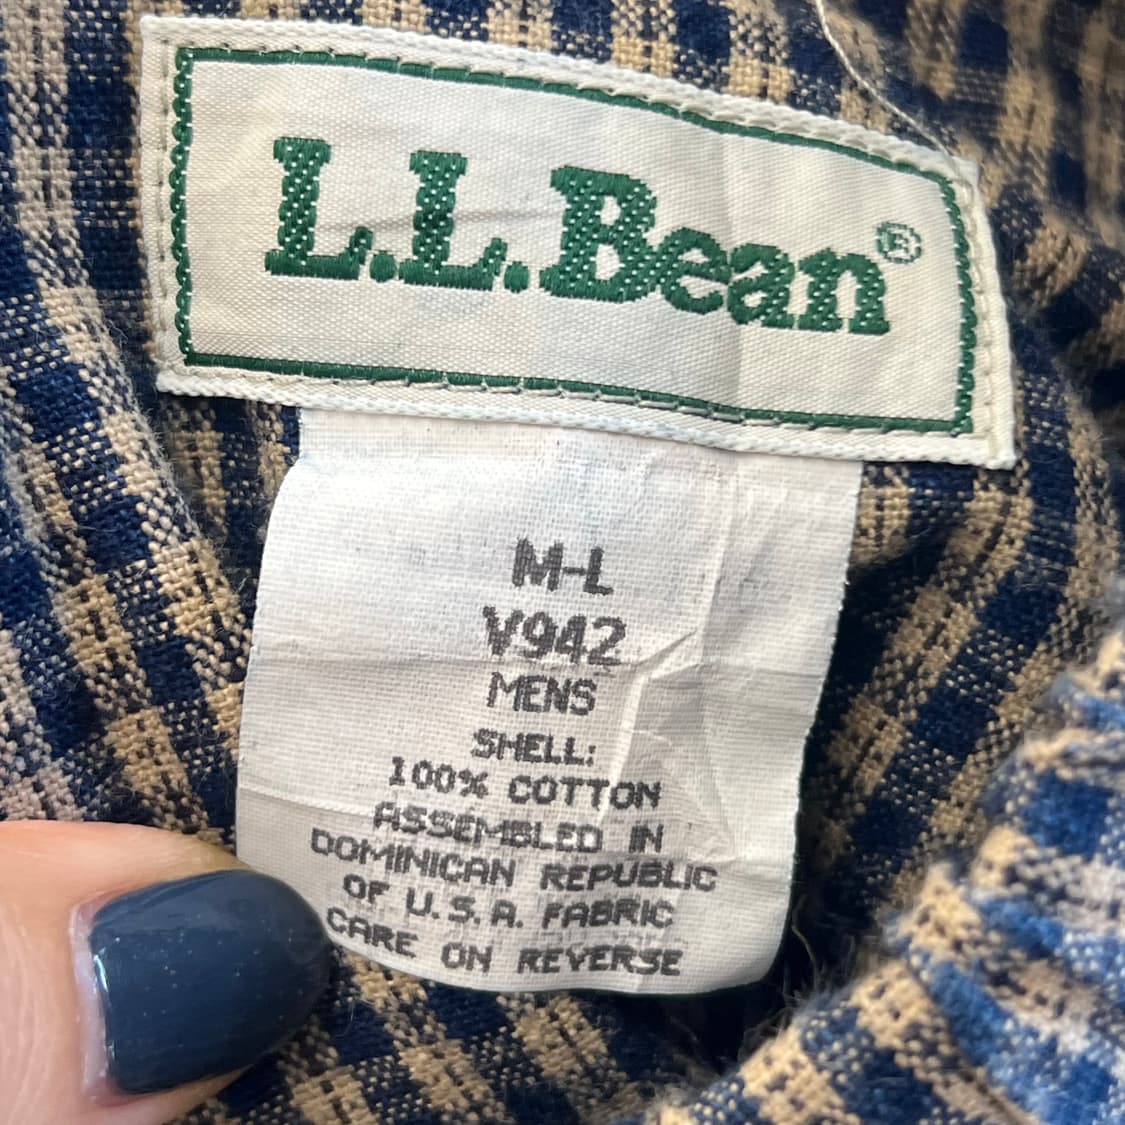 L.L.Bean®
M-L
V942
MENS
SHELL:
100% COTTON
ASSEMBLED IN
DOMINICAN REPUBLIC
OF U.S.A. FABRIC
CARE ON REVERSE